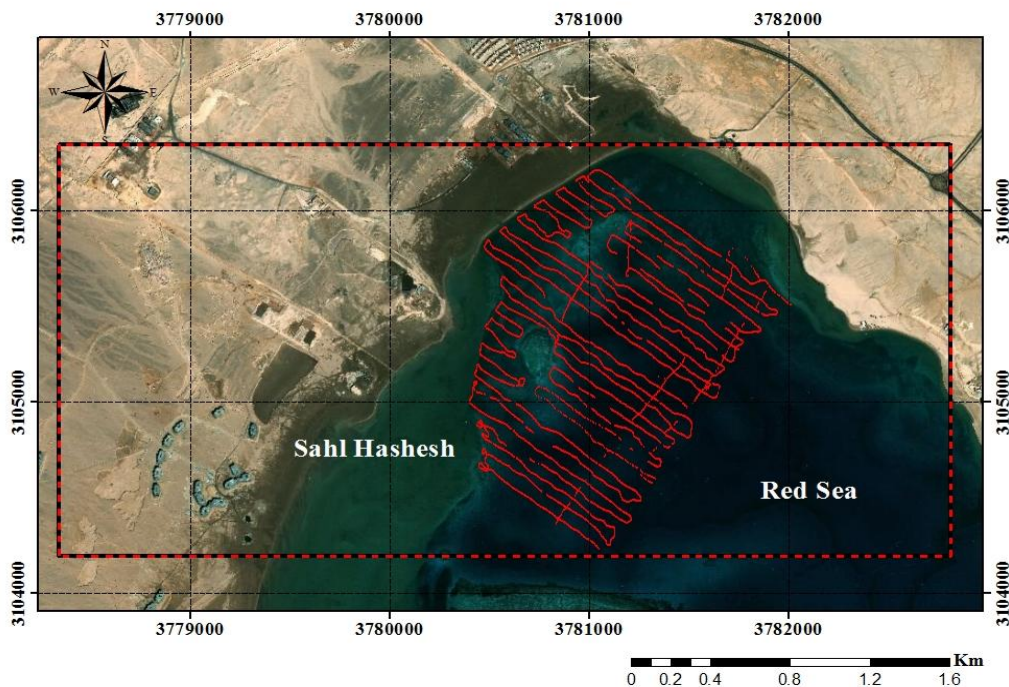 3779000 3780000 3781000 3782000
N
W E
S
3106000 3106000
3105000 3105000
Sahl Hashesh
Red Sea
3104000 3104000
3779000 3780000 3781000 3782000
Km
0 0.2 0.4 0.8 1.2 1.6